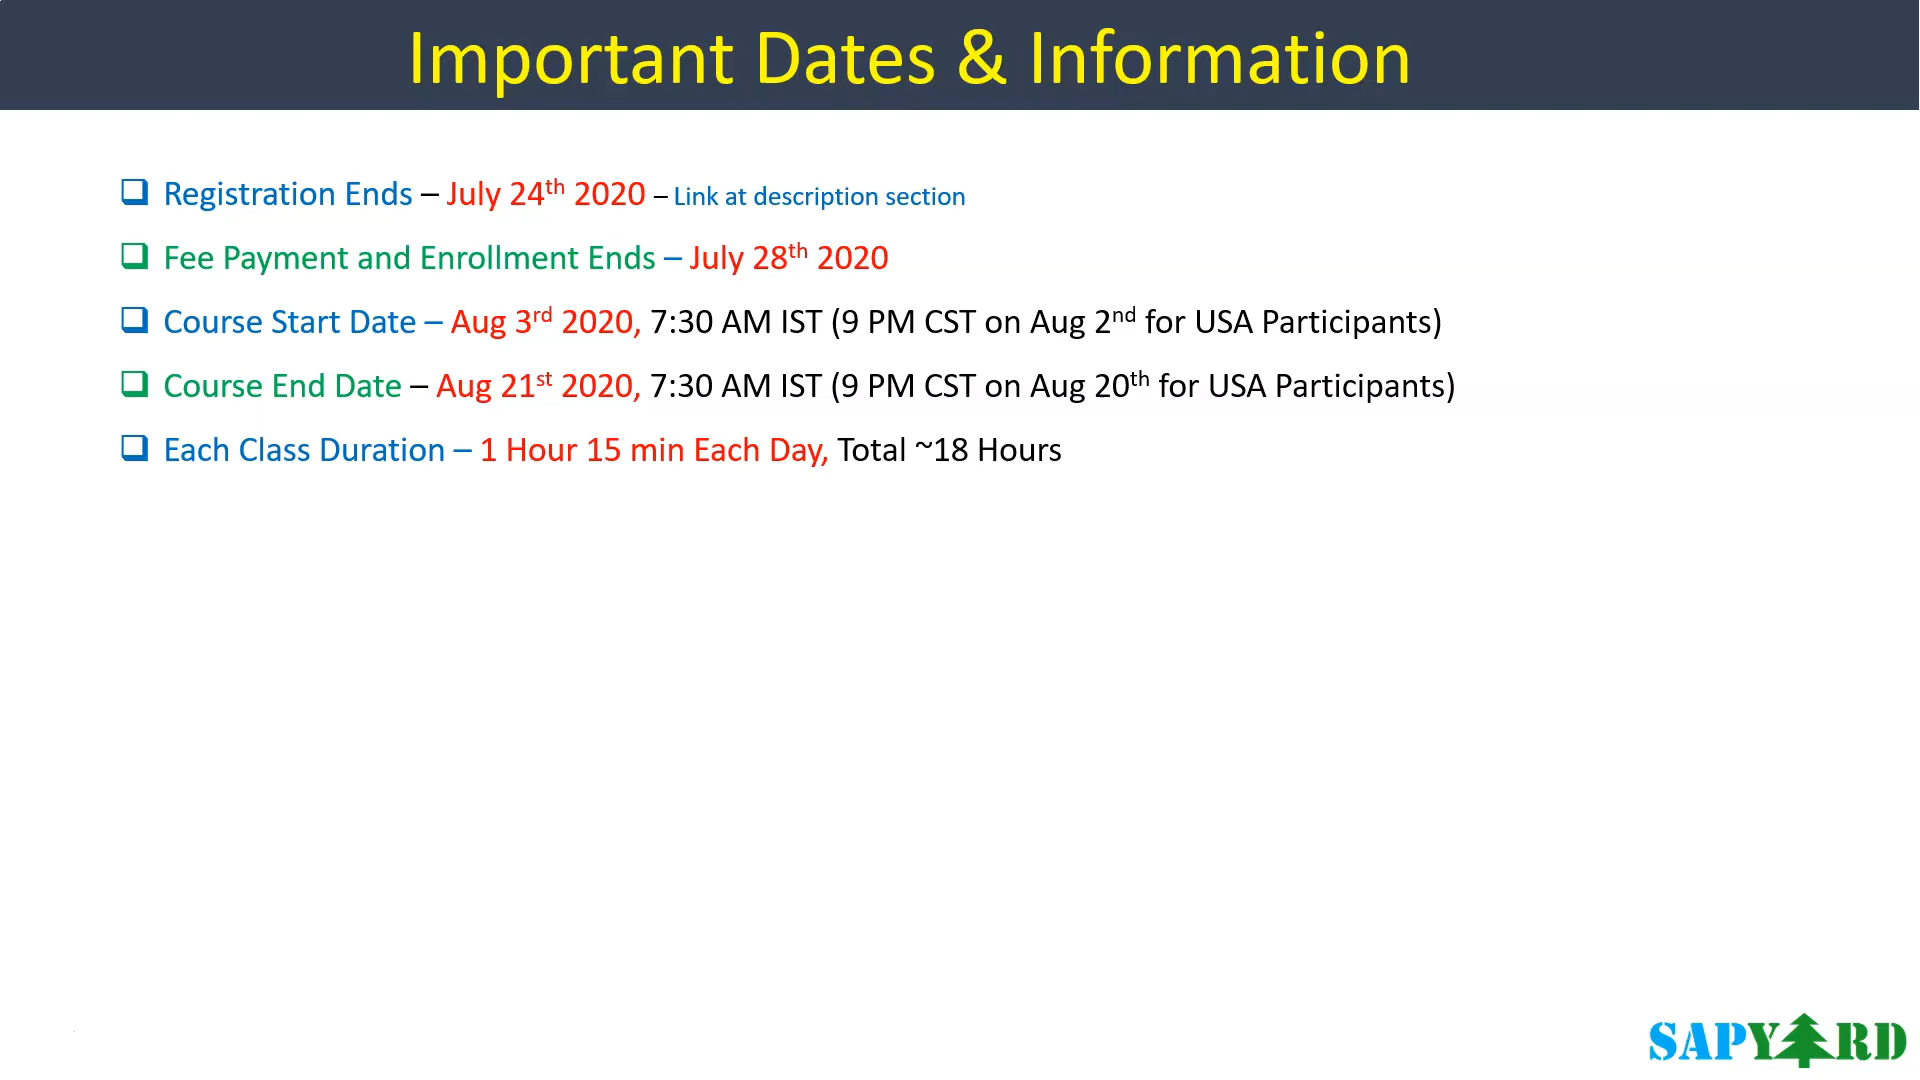 Important Dates & Information
Registration Ends – July 24th 2020 – Link at description section
Fee Payment and Enrollment Ends – July 28th 2020
Course Start Date – Aug 3rd 2020, 7:30 AM IST (9 PM CST on Aug 2nd for USA Participants)
Course End Date – Aug 21st 2020, 7:30 AM IST (9 PM CST on Aug 20th for USA Participants)
Each Class Duration – 1 Hour 15 min Each Day, Total ~18 Hours
SAPYARD